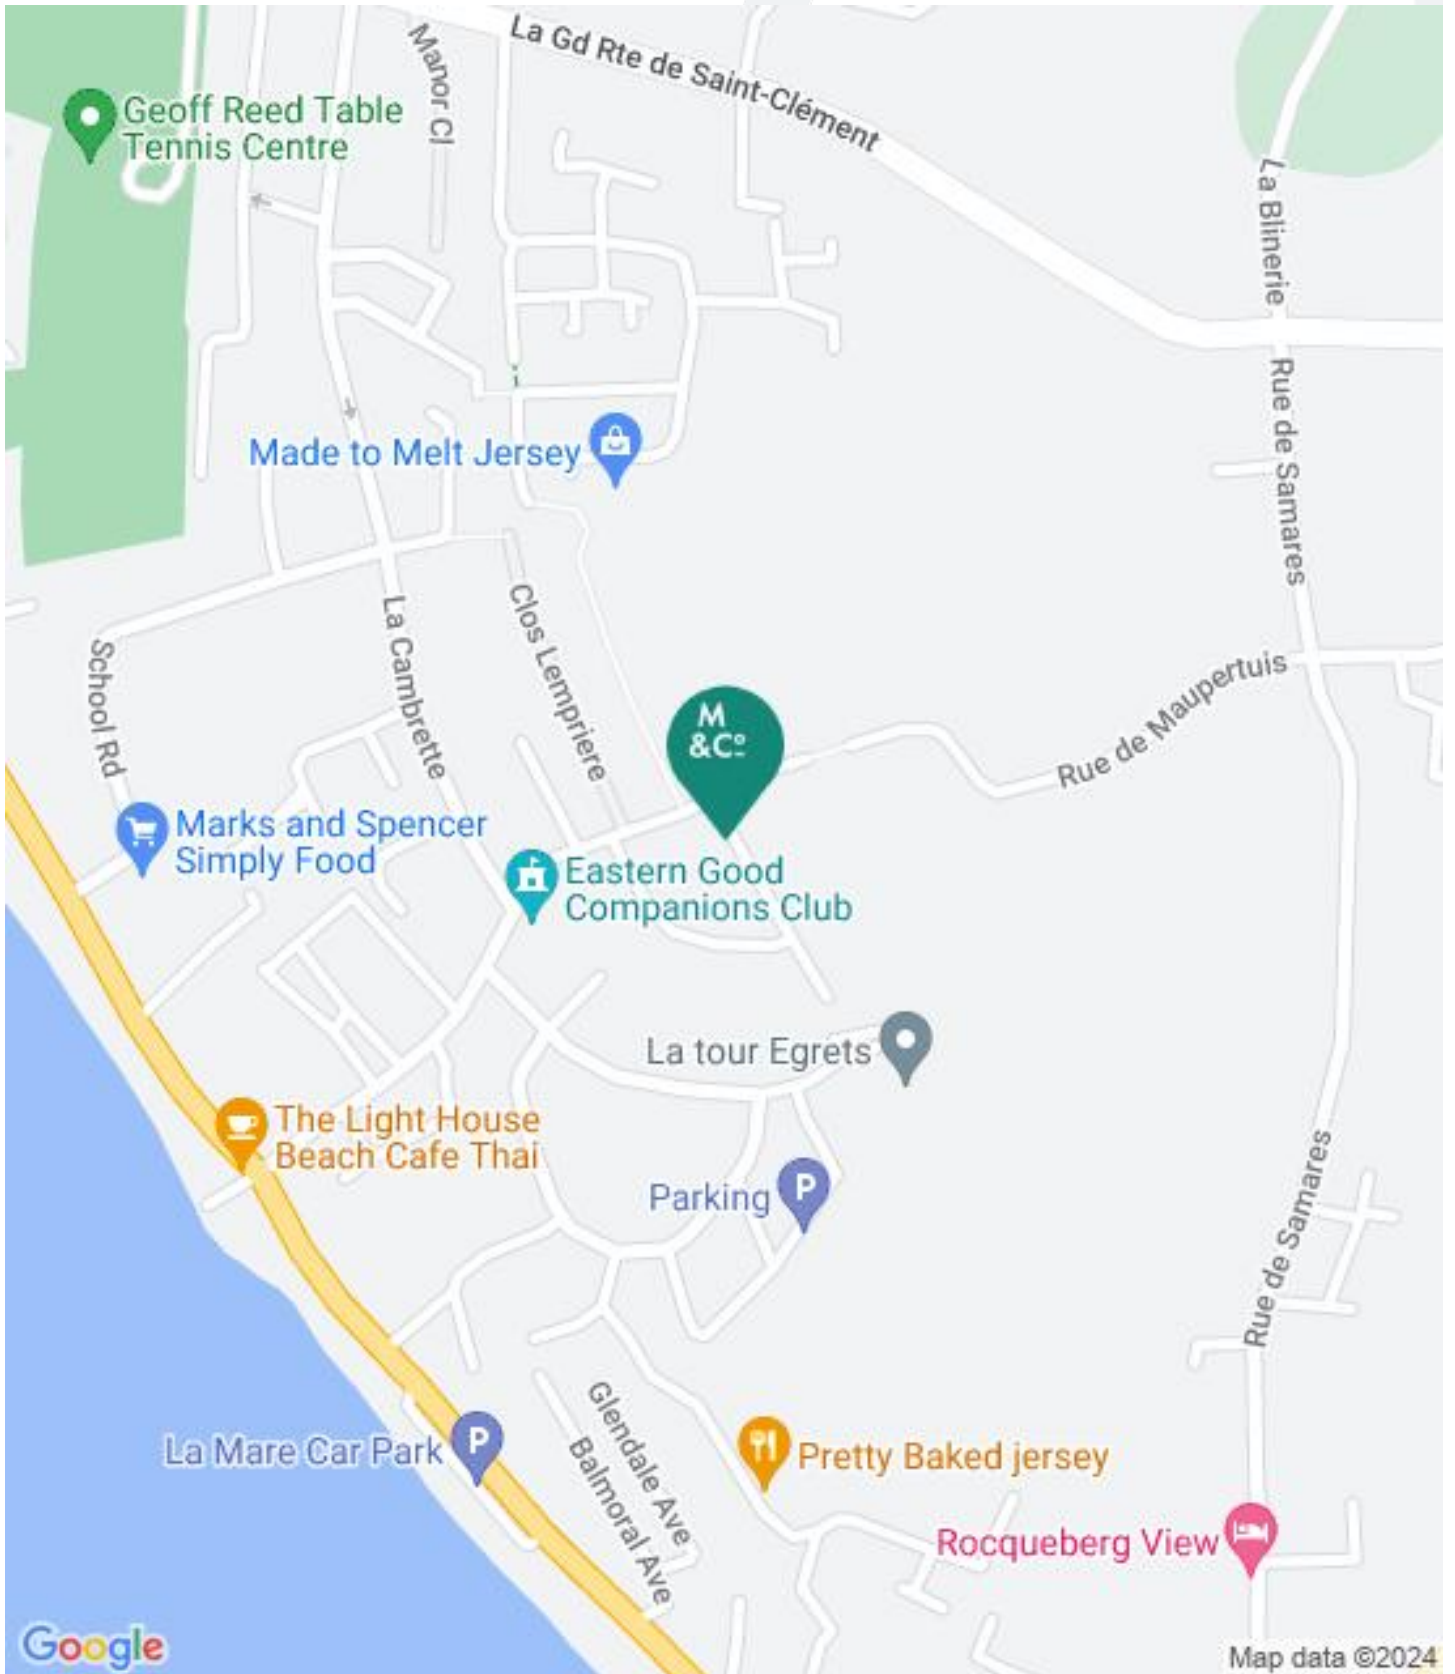 La Gd Rte de Saint-Clément
Manor Cl
Geoff Reed Table
Tennis Centre
La Blinerie
Rue de Samares
Made to Melt Jersey
Clos Lempriere
La Cambrette
School Rd
Rue de Maupertuis
M
&Cº
Marks and Spencer
Simply Food
Eastern Good
Companions Club
La tour Egrets
The Light House
Beach Cafe Thai
Parking
P
Rue de Samares
Glendale Ave
Balmoral Ave
La Mare Car Park
P
Pretty Baked jersey
Rocqueberg View
Google
Map data ©2024